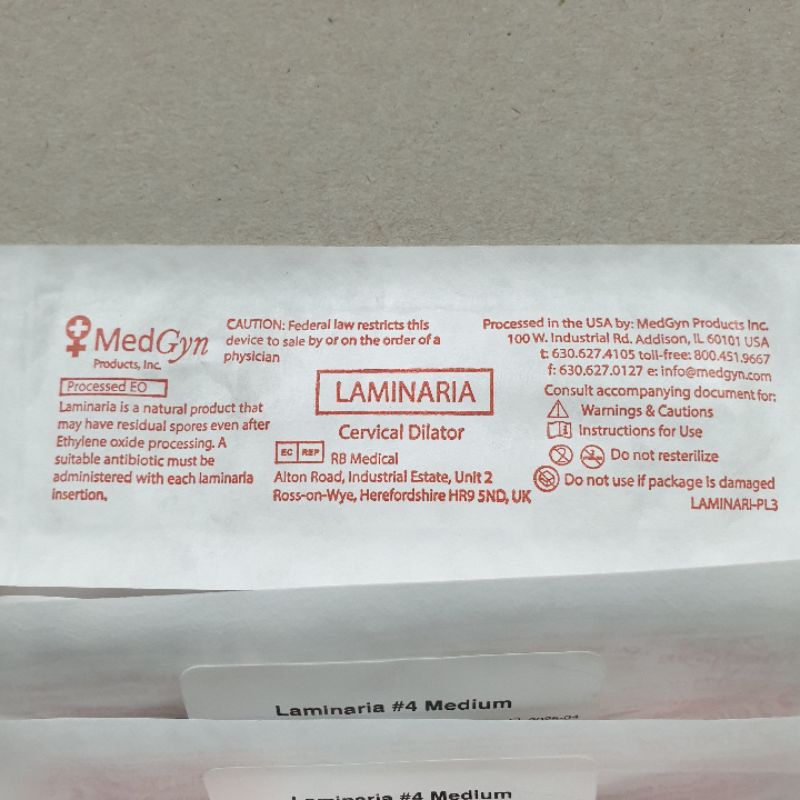 MedGyn
Products, Inc.
Processed EO
Laminaria is a natural product that
may have residual spores even after
Ethylene oxide processing. A
suitable antibiotic must be
administered with each laminaria
insertion.
CAUTION: Federal law restricts this
device to sale by or on the order of a
physician
LAMINARIA
Cervical Dilator
EC REP R8 Medical
Alton Road, Industrial Estate, Unit 2
Ross-on-Wye, Herefordshire HR9 5ND, UK
Processed in the USA by: MedGyn Products Inc.
100 W. Industrial Rd. Addison, IL 60101 USA
t: 630.627.4105 toll-free: 800.451.9667
f: 630.627.0127 e: info@medgyn.com
Consult accompanying document for:
Warnings & Cautions
Instructions for Use
Do not resterilize
Do not use if package is damaged
LAMINARI-PL3
Laminaria #4 Medium
Laminaria #4 Medium